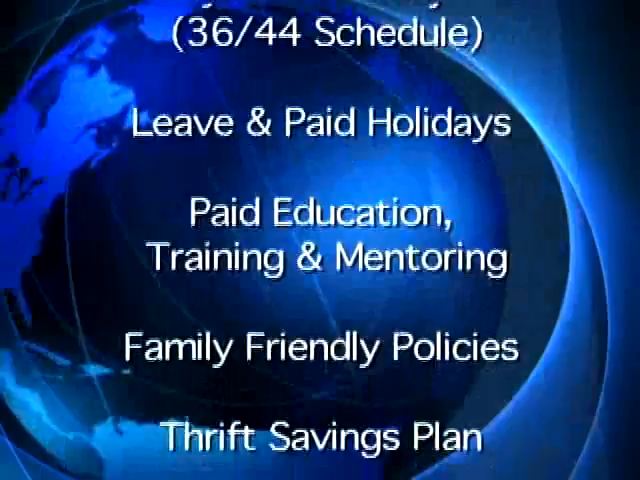 (36/44 Schedule)
Leave & Paid Holidays
Paid Education,
Training & Mentoring
Family Friendly Policies
Thrift Savings Plan